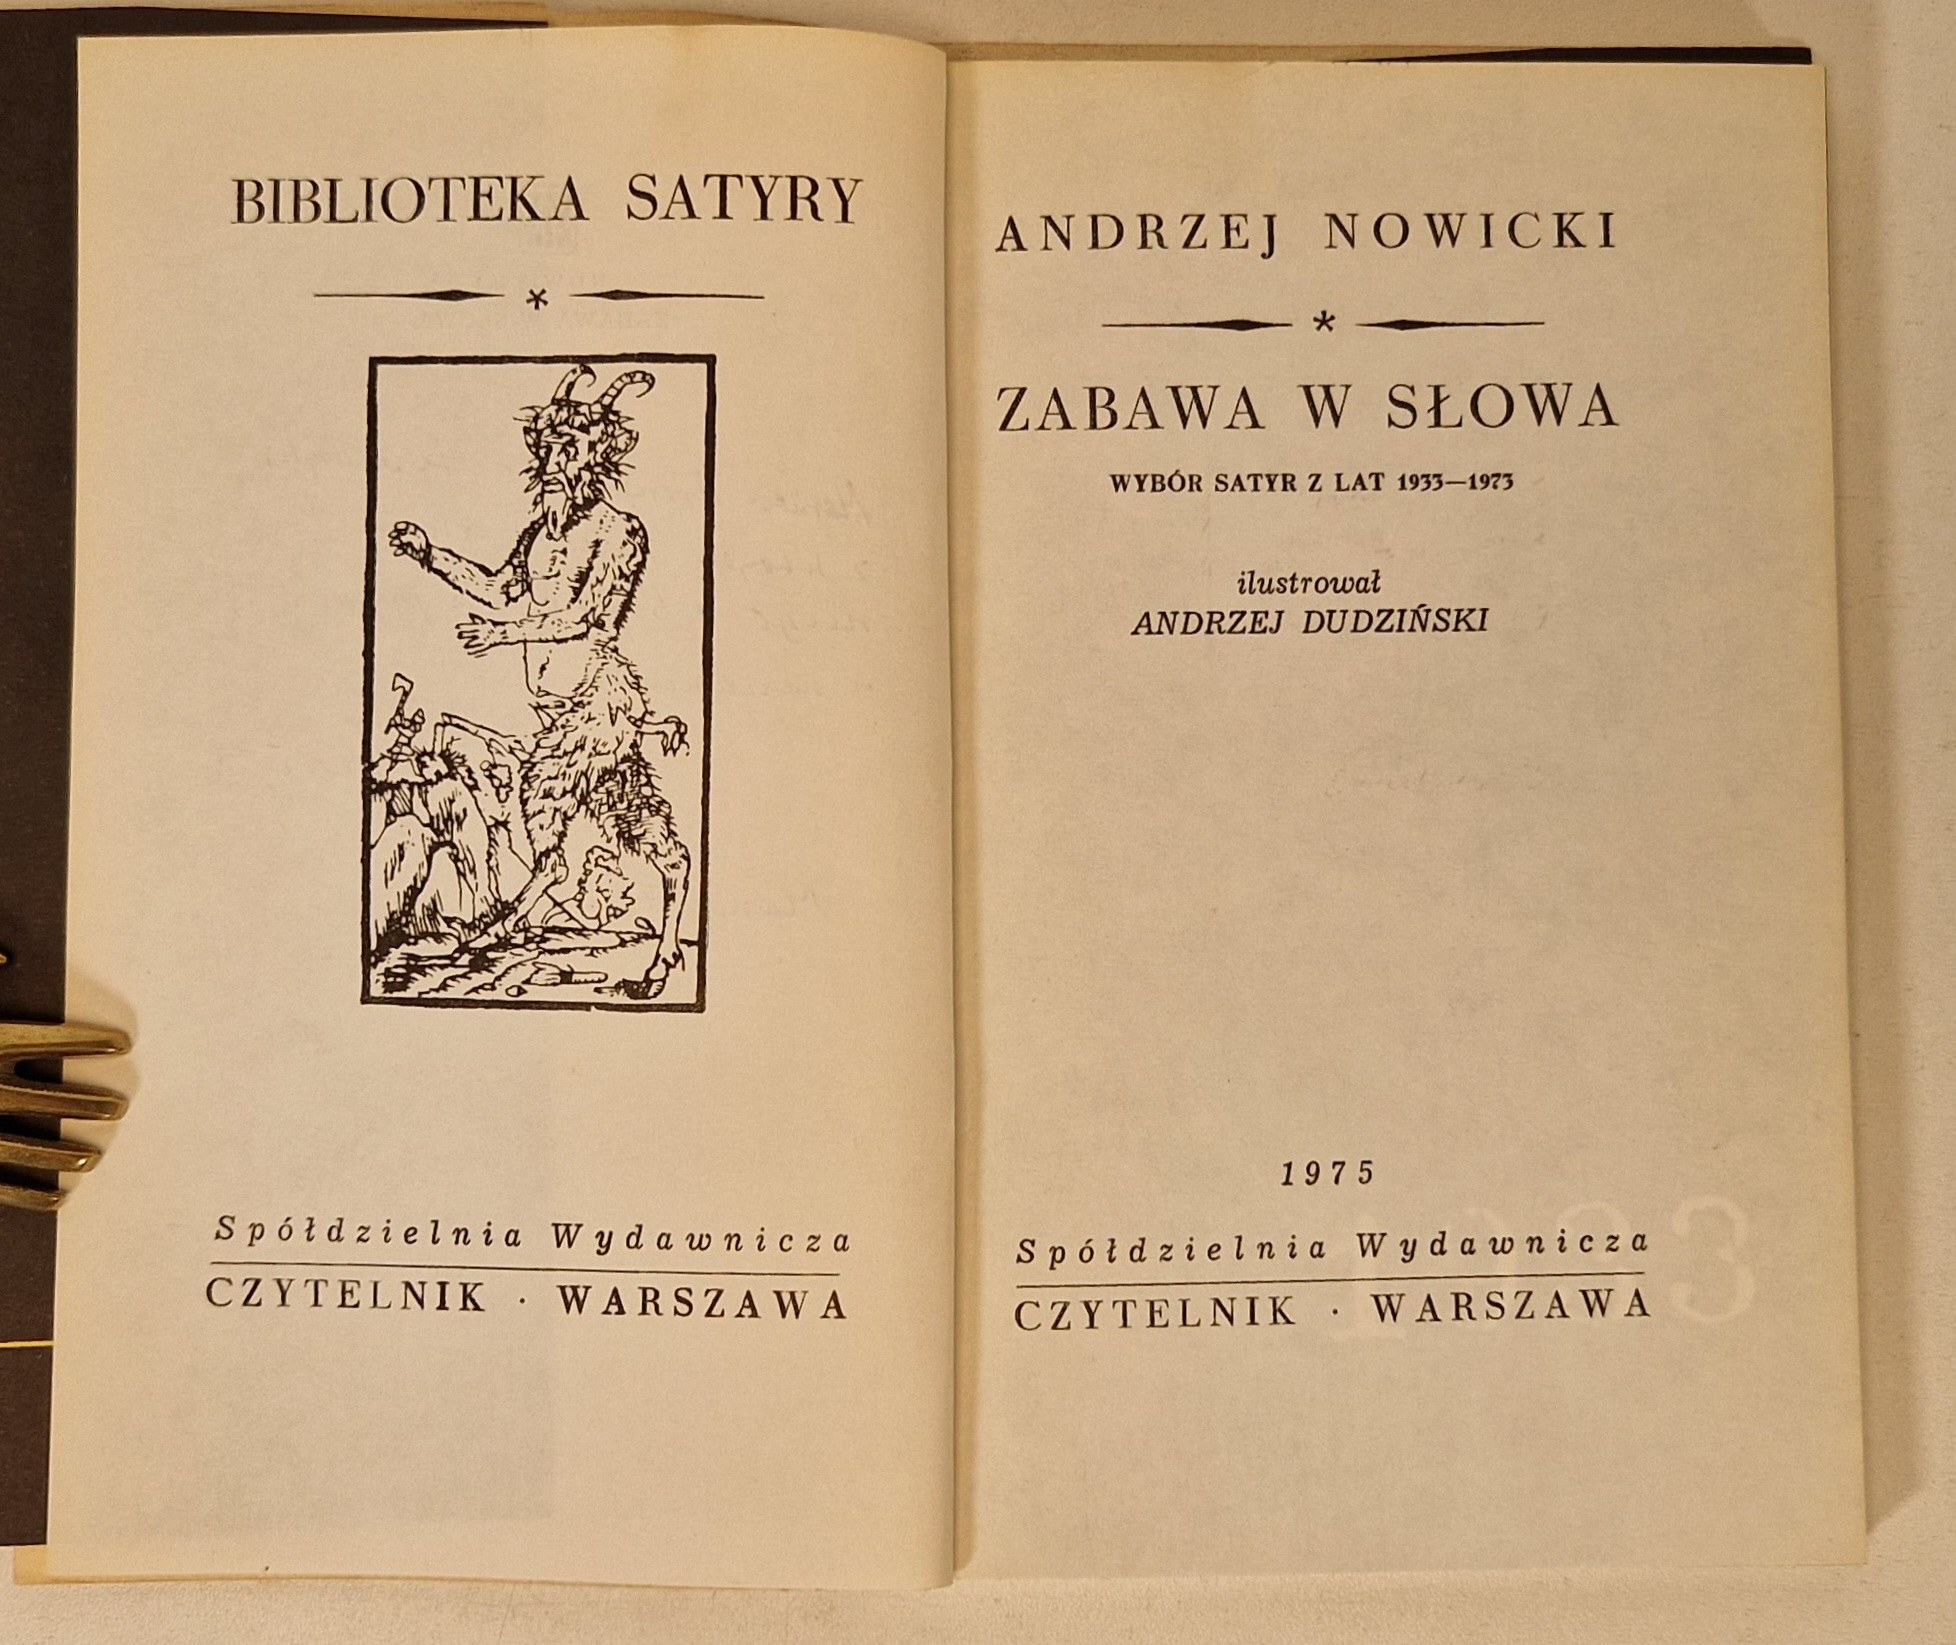 BIBLIOTEKA SATYRY
*
Spółdzielnia Wydawnicza
CZYTELNIK · WARSZAWA
ANDRZEJ NOWICKI
*
ZABAWA W SŁOWA
WYBÓR SATYR Z LAT 1933—1973
ilustrował
ANDRZEJ DUDZIŃSKI
1975
Spółdzielnia Wydawnicza
CZYTELNIK · WARSZAWA